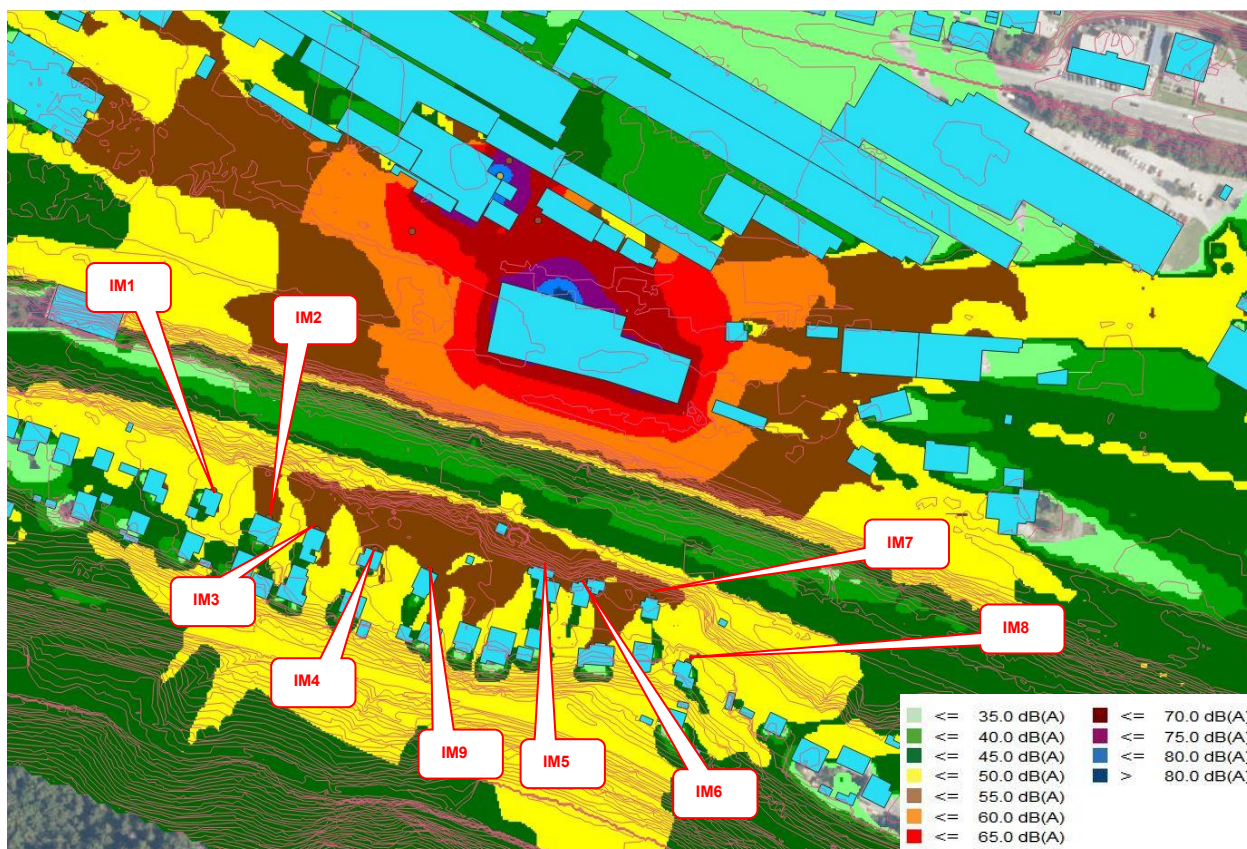 IM1
IM2
IM3
IM4
IM9
IM5
IM6
IM7
IM8
<= 35.0 dB(A)
<= 40.0 dB(A)
<= 45.0 dB(A)
<= 50.0 dB(A)
<= 55.0 dB(A)
<= 60.0 dB(A)
<= 65.0 dB(A)
<= 70.0 dB(A)
<= 75.0 dB(A)
<= 80.0 dB(A)
> 80.0 dB(A)